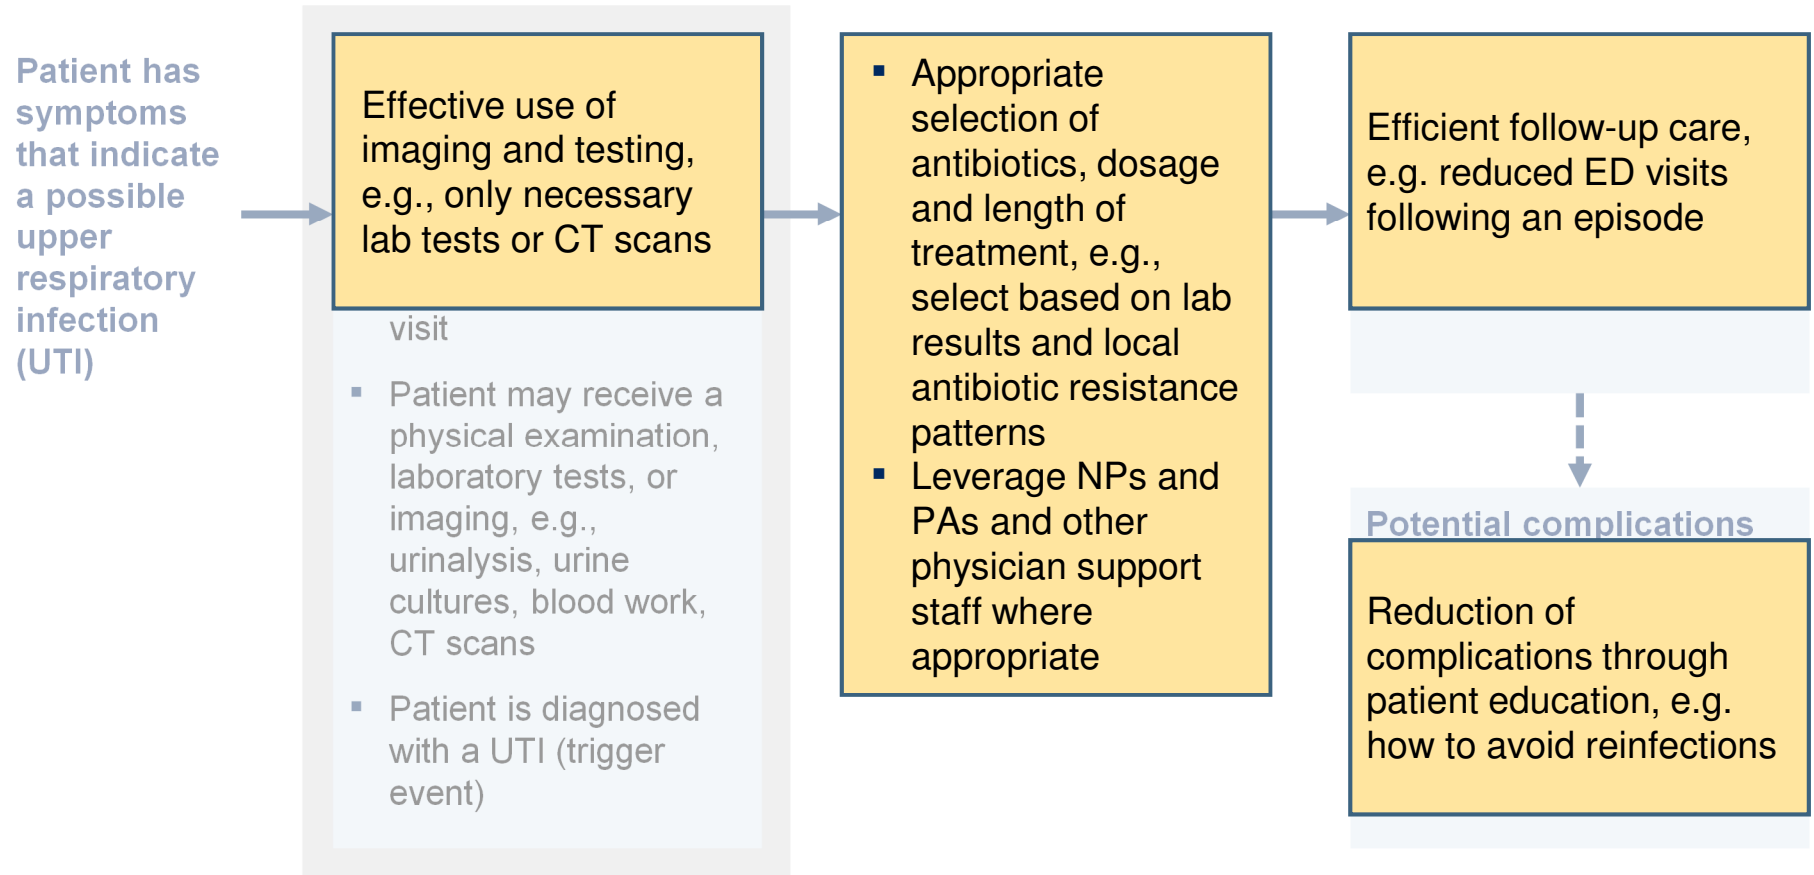 Patient has
symptoms
that indicate
a possible
upper
respiratory
infection
(UTI)
Effective use of
imaging and testing,
e.g., only necessary
lab tests or CT scans
visit
▪ Patient may receive a
physical examination,
laboratory tests, or
imaging, e.g.,
urinalysis, urine
cultures, blood work,
CT scans
▪ Patient is diagnosed
with a UTI (trigger
event)
▪ Appropriate
selection of
antibiotics, dosage
and length of
treatment, e.g.,
select based on lab
results and local
antibiotic resistance
patterns
▪ Leverage NPs and
PAs and other
physician support
staff where
appropriate
Efficient follow-up care,
e.g. reduced ED visits
following an episode
Potential complications
Reduction of
complications through
patient education, e.g.
how to avoid reinfections